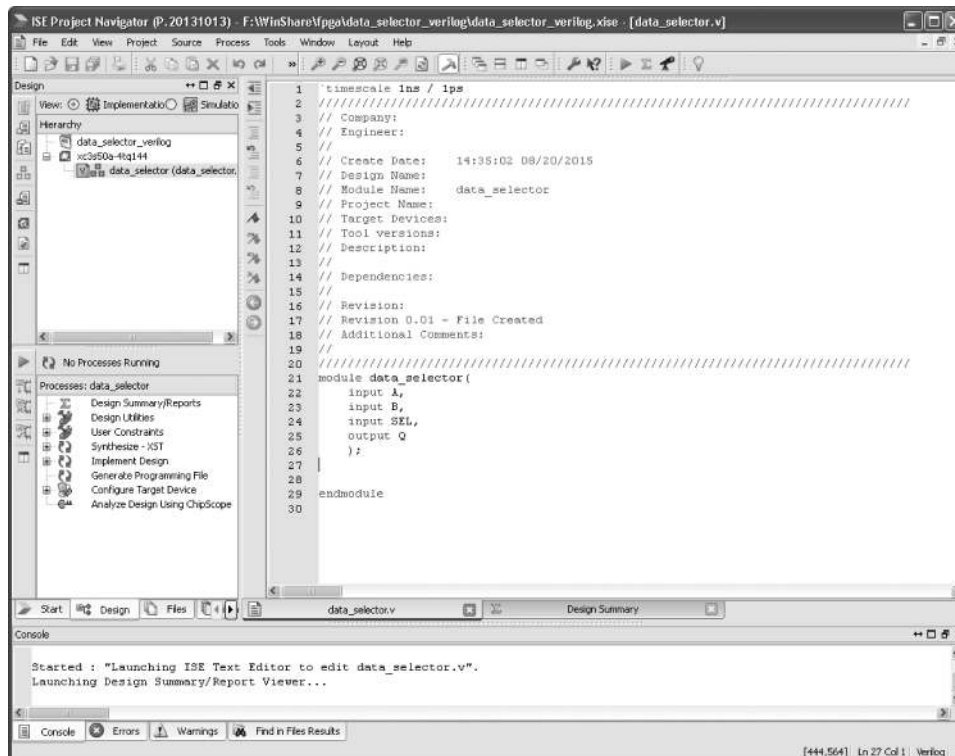 ISE Project Navigator (P.20131013) - F:\WinShare\fpga\data_selector_verilog\data_selector_verilog.xise - [data_selector.v]
File Edit View Project Source Process Tools Window Layout Help
Design
View: Implementatio Simulatio
Hierarchy
data_selector_verilog
xc3s50a-4tq144
data_selector (data_selector.
No Processes Running
Processes: data_selector
Design Summary/Reports
Design Utilities
User Constraints
Synthesize - XST
Implement Design
Generate Programming File
Configure Target Device
Analyze Design Using ChipScope
Start Design Files
1 `timescale 1ns / 1ps
2 //////////////////////////////////////////////////////////////////////////////////
3 // Company:
4 // Engineer:
5 //
6 // Create Date: 14:35:02 08/20/2015
7 // Design Name:
8 // Module Name: data_selector
9 // Project Name:
10 // Target Devices:
11 // Tool versions:
12 // Description:
13 //
14 // Dependencies:
15 //
16 // Revision:
17 // Revision 0.01 - File Created
18 // Additional Comments:
19 //
20 //////////////////////////////////////////////////////////////////////////////////
21 module data_selector(
22 input A,
23 input B,
24 input SEL,
25 output Q
26 );
27
28
29 endmodule
30
data_selector.v Design Summary
Console
Started : "Launching ISE Text Editor to edit data_selector.v".
Launching Design Summary/Report Viewer...
Console Errors Warnings Find in Files Results
[444,564] Ln 27 Col 1 Verilog